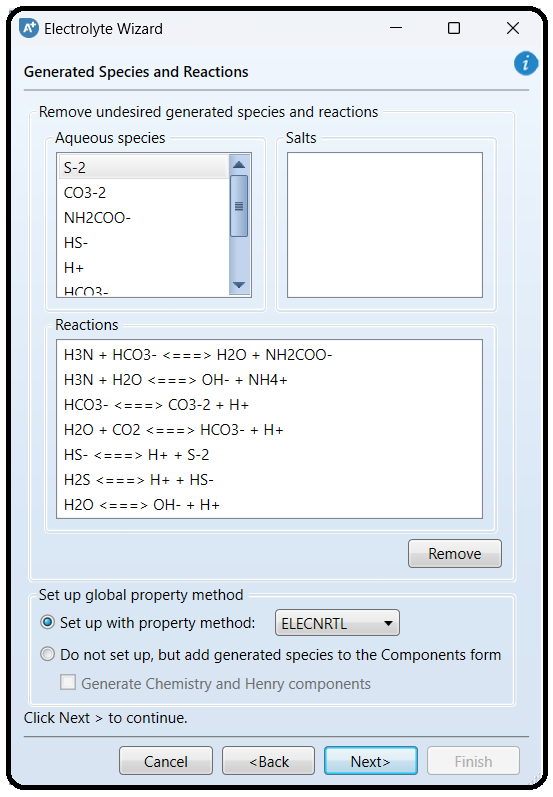 Electrolyte Wizard
Generated Species and Reactions
Remove undesired generated species and reactions
Aqueous species
S-2
CO3-2
NH2COO-
HS-
H+
HCO3-
Salts
Reactions
H3N + HCO3- <===> H2O + NH2COO-
H3N + H2O <===> OH- + NH4+
HCO3- <===> CO3-2 + H+
H2O + CO2 <===> HCO3- + H+
HS- <===> H+ + S-2
H2S <===> H+ + HS-
H2O <===> OH- + H+
Remove
Set up global property method
Set up with property method: ELECNRTL
Do not set up, but add generated species to the Components form
Generate Chemistry and Henry components
Click Next > to continue.
Cancel <Back Next> Finish